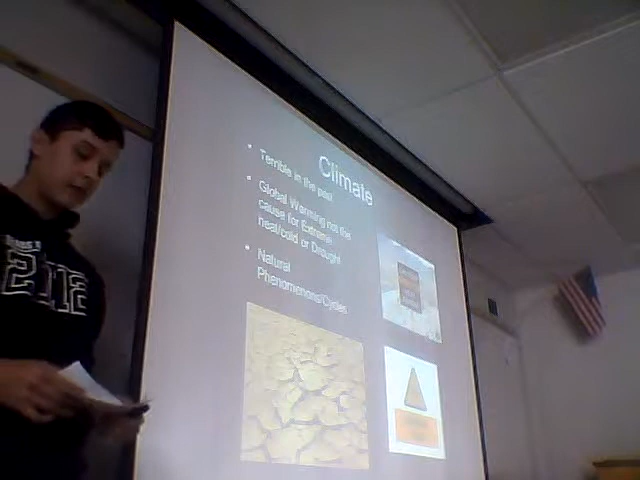 Climate
• Terrible in the past
• Global Warming not the
cause for Extreme
heat/cold or Drought
• Natural
Phenomenons/Cycles
2012